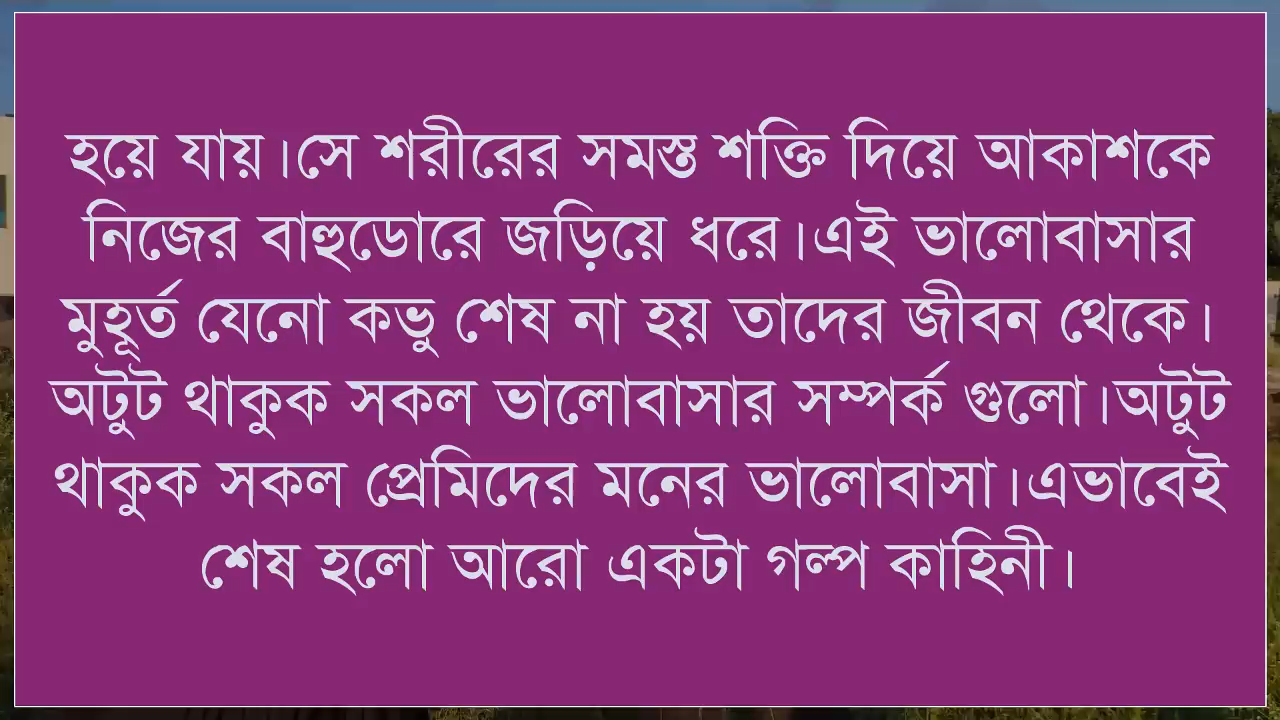 হয়ে যায়।সে শরীরের সমস্ত শক্তি দিয়ে আকাশকে
নিজের বাহুডোরে জড়িয়ে ধরে।এই ভালোবাসার
মুহূর্ত যেনো কভু শেষ না হয় তাদের জীবন থেকে।
অটুট থাকুক সকল ভালোবাসার সম্পর্ক গুলো।অটুট
থাকুক সকল প্রেমিদের মনের ভালোবাসা।এভাবেই
শেষ হলো আরো একটা গল্প কাহিনী।